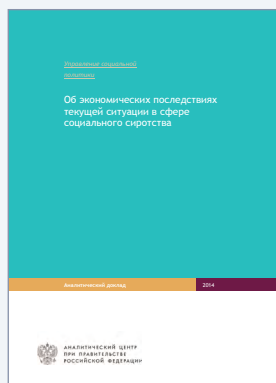 Управление социальной
политики
Об экономических последствиях
текущей ситуации в сфере
социального сиротства
Аналитический доклад 2014
АНАЛИТИЧЕСКИЙ ЦЕНТР
ПРИ ПРАВИТЕЛЬСТВЕ
РОССИЙСКОЙ ФЕДЕРАЦИИ